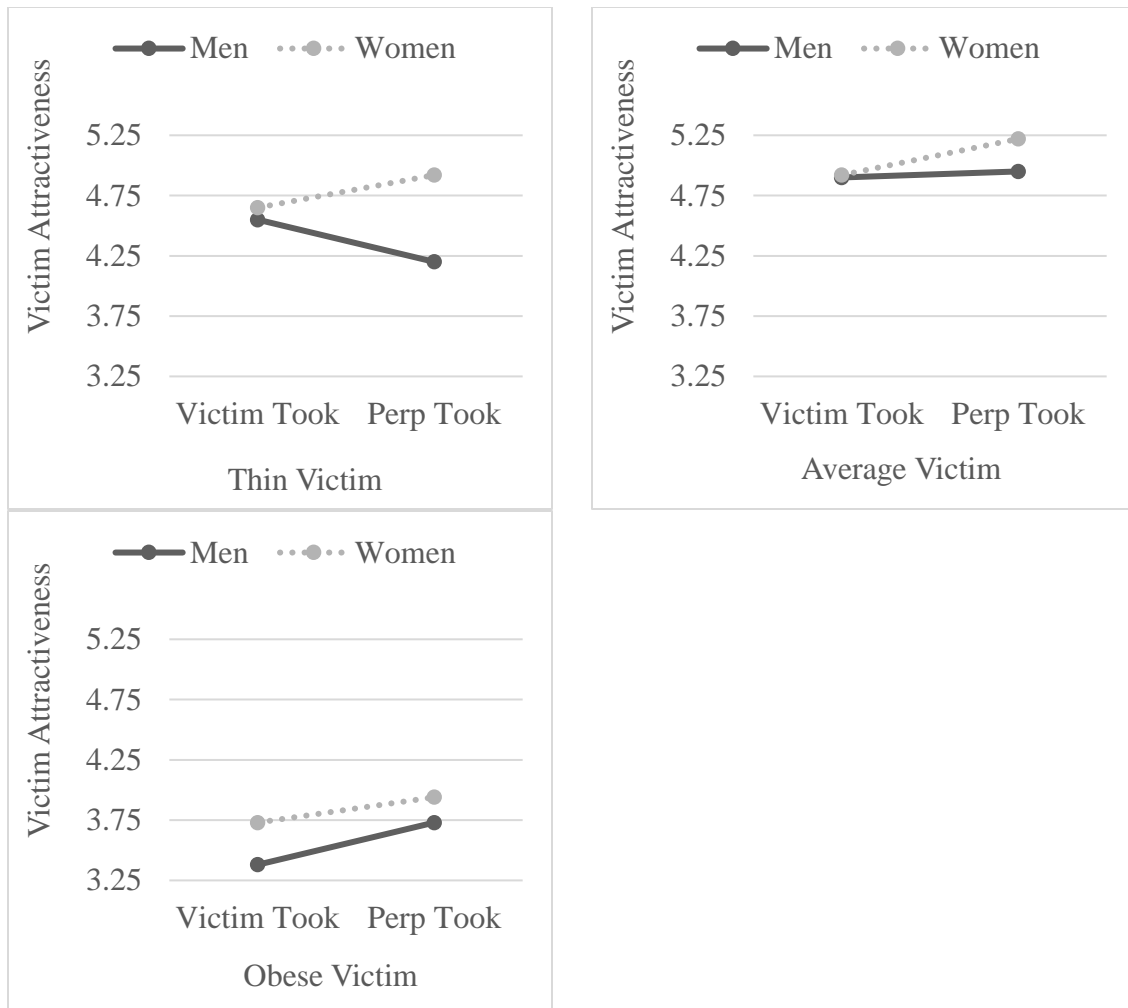 Men Women
Victim Attractiveness
5.25
4.75
4.25
3.75
3.25
Victim Took Perp Took
Thin Victim
Men Women
Victim Attractiveness
5.25
4.75
4.25
3.75
3.25
Victim Took Perp Took
Average Victim
Men Women
Victim Attractiveness
5.25
4.75
4.25
3.75
3.25
Victim Took Perp Took
Obese Victim